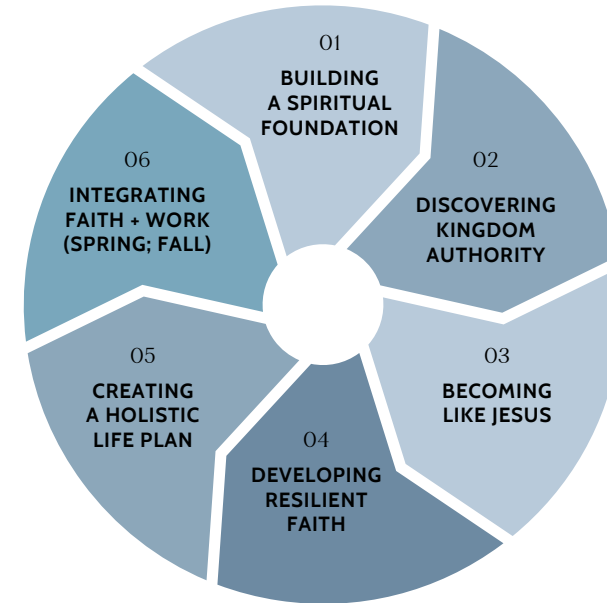 01
BUILDING
A SPIRITUAL
FOUNDATION
02
DISCOVERING
KINGDOM
AUTHORITY
03
BECOMING
LIKE JESUS
04
DEVELOPING
RESILIENT
FAITH
05
CREATING
A HOLISTIC
LIFE PLAN
06
INTEGRATING
FAITH + WORK
(SPRING; FALL)